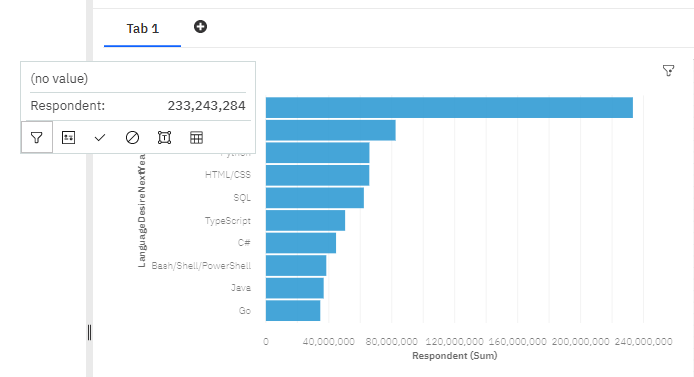 Tab 1
(no value)
Respondent: 233,243,284
LanguageDesireNextYea
Python
HTML/CSS
SQL
TypeScript
C#
Bash/Shell/PowerShell
Java
Go
0 40,000,000 80,000,000 120,000,000 160,000,000 200,000,000 240,000,000
Respondent (Sum)